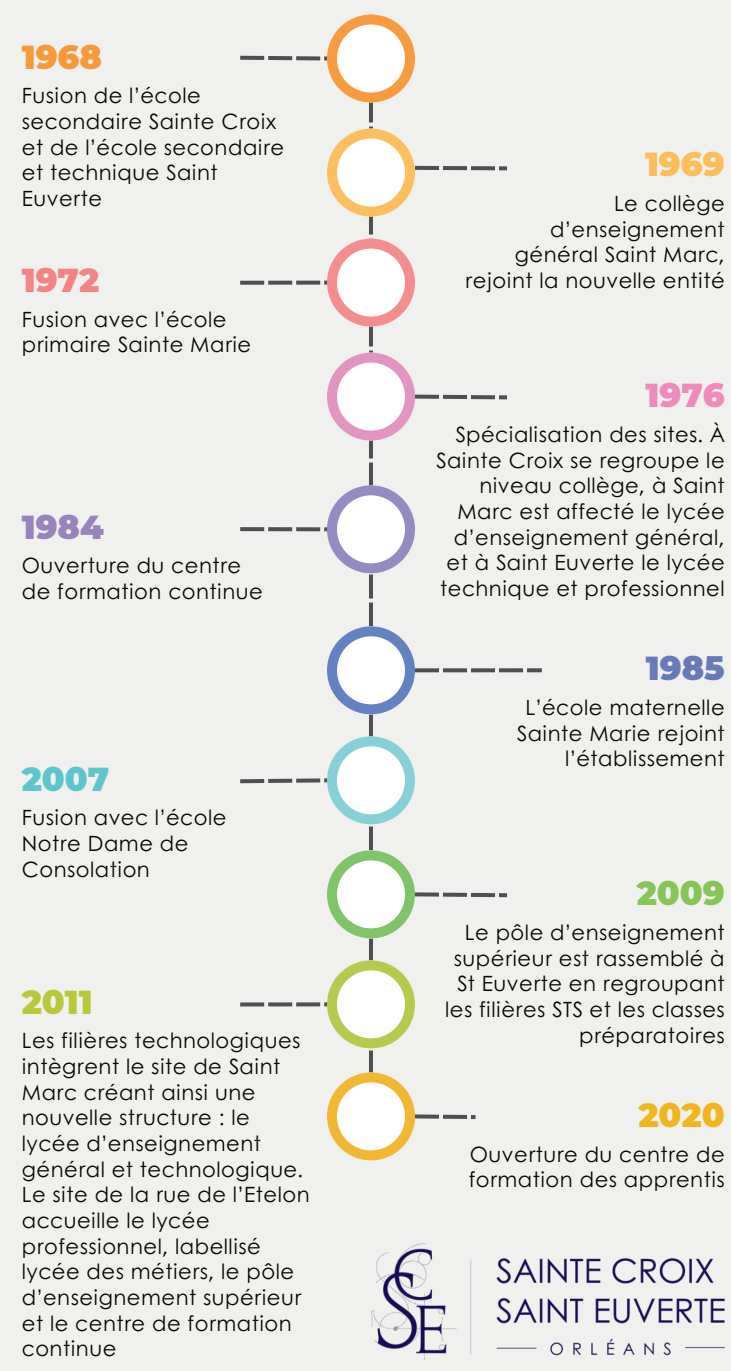 1968
Fusion de l'école
secondaire Sainte Croix
et de l'école secondaire
et technique Saint
Euverte
1969
Le collège
d'enseignement
général Saint Marc,
rejoint la nouvelle entité
1972
Fusion avec l'école
primaire Sainte Marie
1976
Spécialisation des sites. À
Sainte Croix se regroupe le
niveau collège, à Saint
Marc est affecté le lycée
d'enseignement général,
et à Saint Euverte le lycée
technique et professionnel
1984
Ouverture du centre
de formation continue
1985
L'école maternelle
Sainte Marie rejoint
l'établissement
2007
Fusion avec l'école
Notre Dame de
Consolation
2009
Le pôle d'enseignement
supérieur est rassemblé à
St Euverte en regroupant
les filières STS et les classes
préparatoires
2011
Les filières technologiques
intègrent le site de Saint
Marc créant ainsi une
nouvelle structure : le
lycée d'enseignement
général et technologique.
Le site de la rue de l'Etelon
accueille le lycée
professionnel, labellisé
lycée des métiers, le pôle
d'enseignement supérieur
et le centre de formation
continue
2020
Ouverture du centre de
formation des apprentis
SCE
SAINTE CROIX
SAINT EUVERTE
ORLÉANS